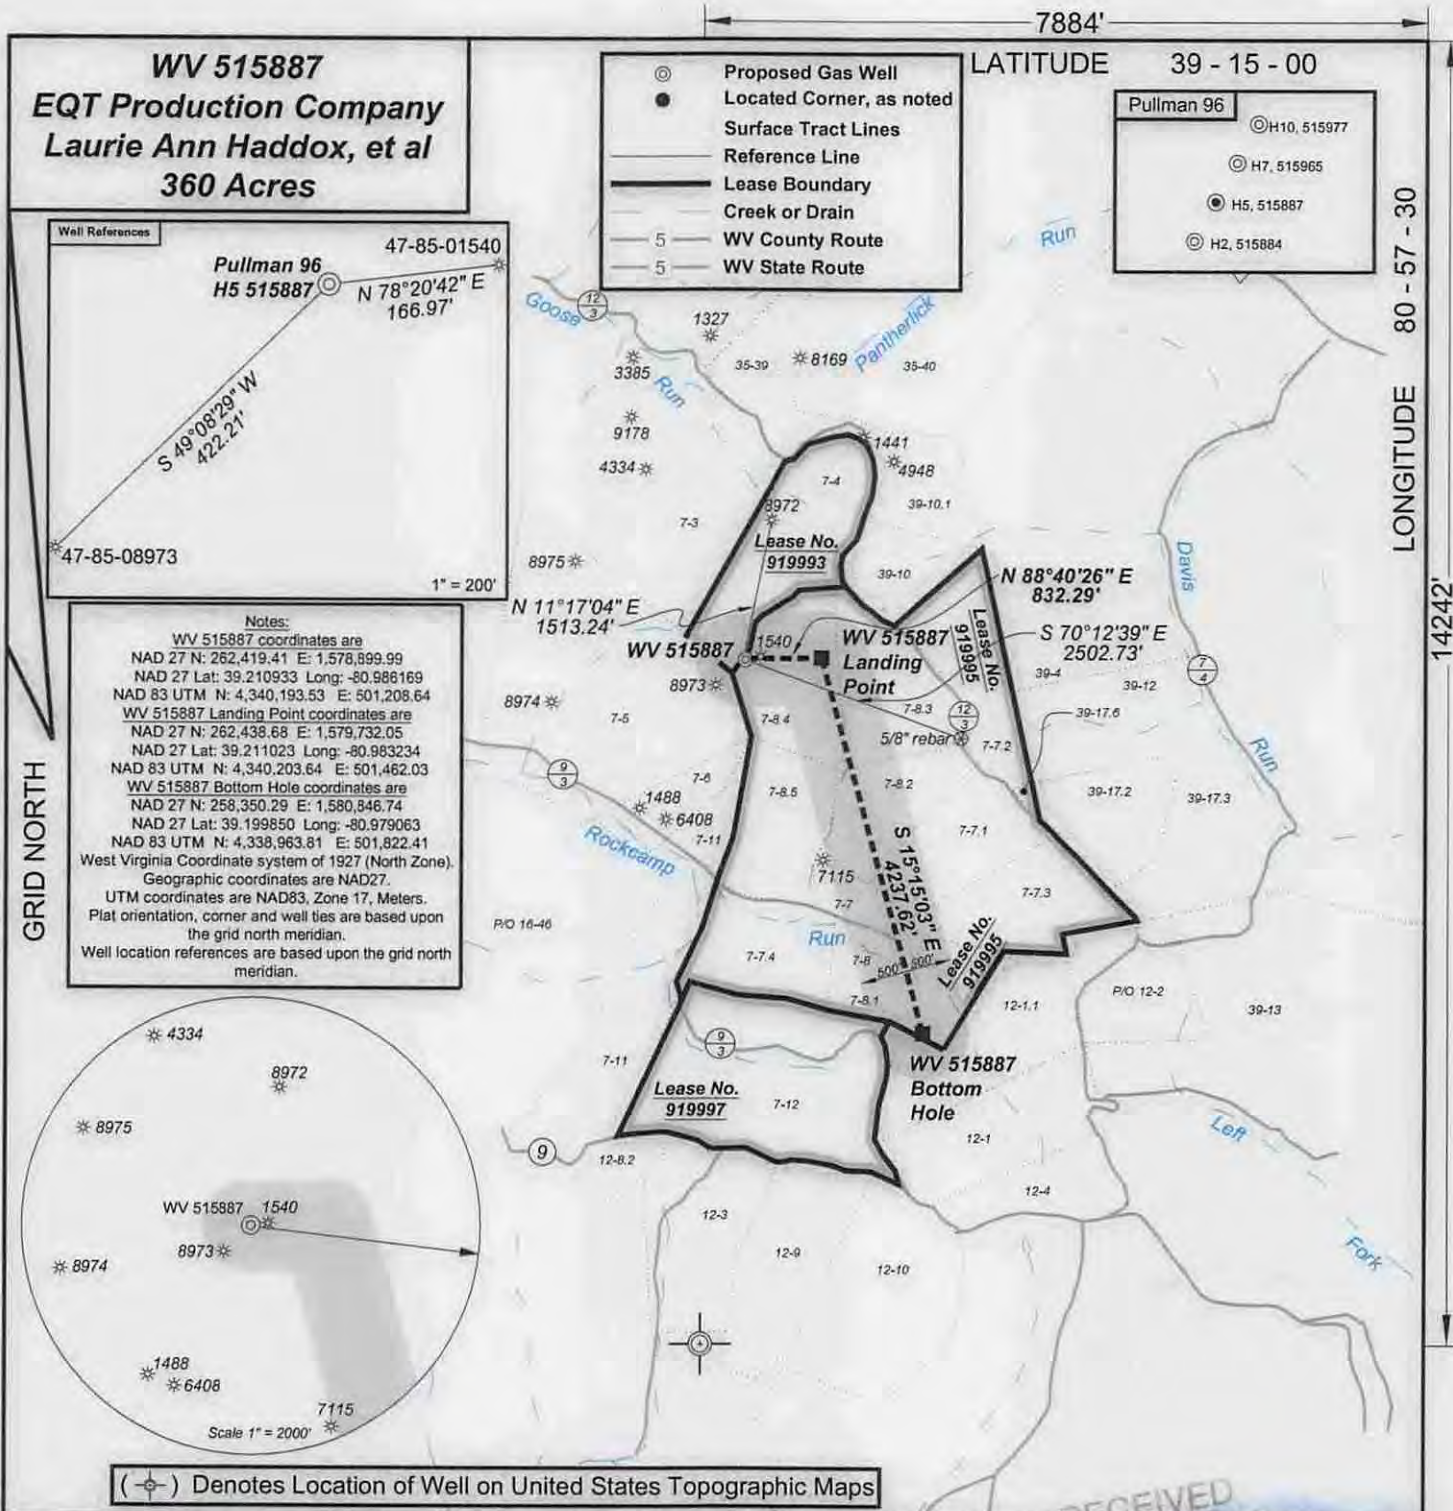 7884'
WV 515887
EQT Production Company
Laurie Ann Haddox, et al
360 Acres
Proposed Gas Well
Located Corner, as noted
Surface Tract Lines
Reference Line
Lease Boundary
Creek or Drain
5 WV County Route
5 WV State Route
LATITUDE 39 - 15 - 00
Pullman 96
H10, 515977
H7, 515965
H5, 515887
H2, 515884
LONGITUDE 80 - 57 - 30
14242'
Well References
Pullman 96
H5 515887
47-85-01540
N 78°20'42" E
166.97'
S 49°08'29" W
422.21'
47-85-08973
1" = 200'
Notes:
WV 515887 coordinates are
NAD 27 N: 262,419.41 E: 1,578,899.99
NAD 27 Lat: 39.210933 Long: -80.986169
NAD 83 UTM N: 4,340,193.53 E: 501,208.64
WV 515887 Landing Point coordinates are
NAD 27 N: 262,438.68 E: 1,579,732.05
NAD 27 Lat: 39.211023 Long: -80.983234
NAD 83 UTM N: 4,340,203.64 E: 501,462.03
WV 515887 Bottom Hole coordinates are
NAD 27 N: 258,350.29 E: 1,580,846.74
NAD 27 Lat: 39.199850 Long: -80.979063
NAD 83 UTM N: 4,338,963.81 E: 501,822.41
West Virginia Coordinate system of 1927 (North Zone).
Geographic coordinates are NAD27.
UTM coordinates are NAD83, Zone 17, Meters.
Plat orientation, corner and well ties are based upon
the grid north meridian.
Well location references are based upon the grid north
meridian.
GRID NORTH
Run
Goose
12
3
Run
1327
3385
35-39
8169
Pantherlick
35-40
9178
4334
1441
4948
7-4
8972
7-3
39-10.1
Lease No.
919993
8975
39-10
N 88°40'26" E
832.29'
Davis
N 11°17'04" E
1513.24'
WV 515887
1540
WV 515887
Landing
Point
Lease No.
919995
S 70°12'39" E
2502.73'
39-4
39-12
7
4
8973
8974
7-5
7-8.4
7-8.3
12
3
39-17.6
5/8" rebar
7-7.2
Run
9
3
7-6
7-8.5
7-8.2
39-17.2
39-17.3
1488
6408
7-11
7-7.1
Rockcamp
7115
S 15°15'03" E
4237.62'
7-7
7-7.3
P/O 16-46
Run
7-7.4
7-8
500' 500'
Lease No.
919995
7-8.1
12-1.1
P/O 12-2
39-13
9
3
7-11
Lease No.
919997
7-12
WV 515887
Bottom
Hole
9
12-8.2
12-1
Left
12-4
12-3
12-9
12-10
Fork
4334
8972
8975
WV 515887
1540
8973
8974
1488
6408
7115
Scale 1" = 2000'
( ) Denotes Location of Well on United States Topographic Maps
RECEIVED